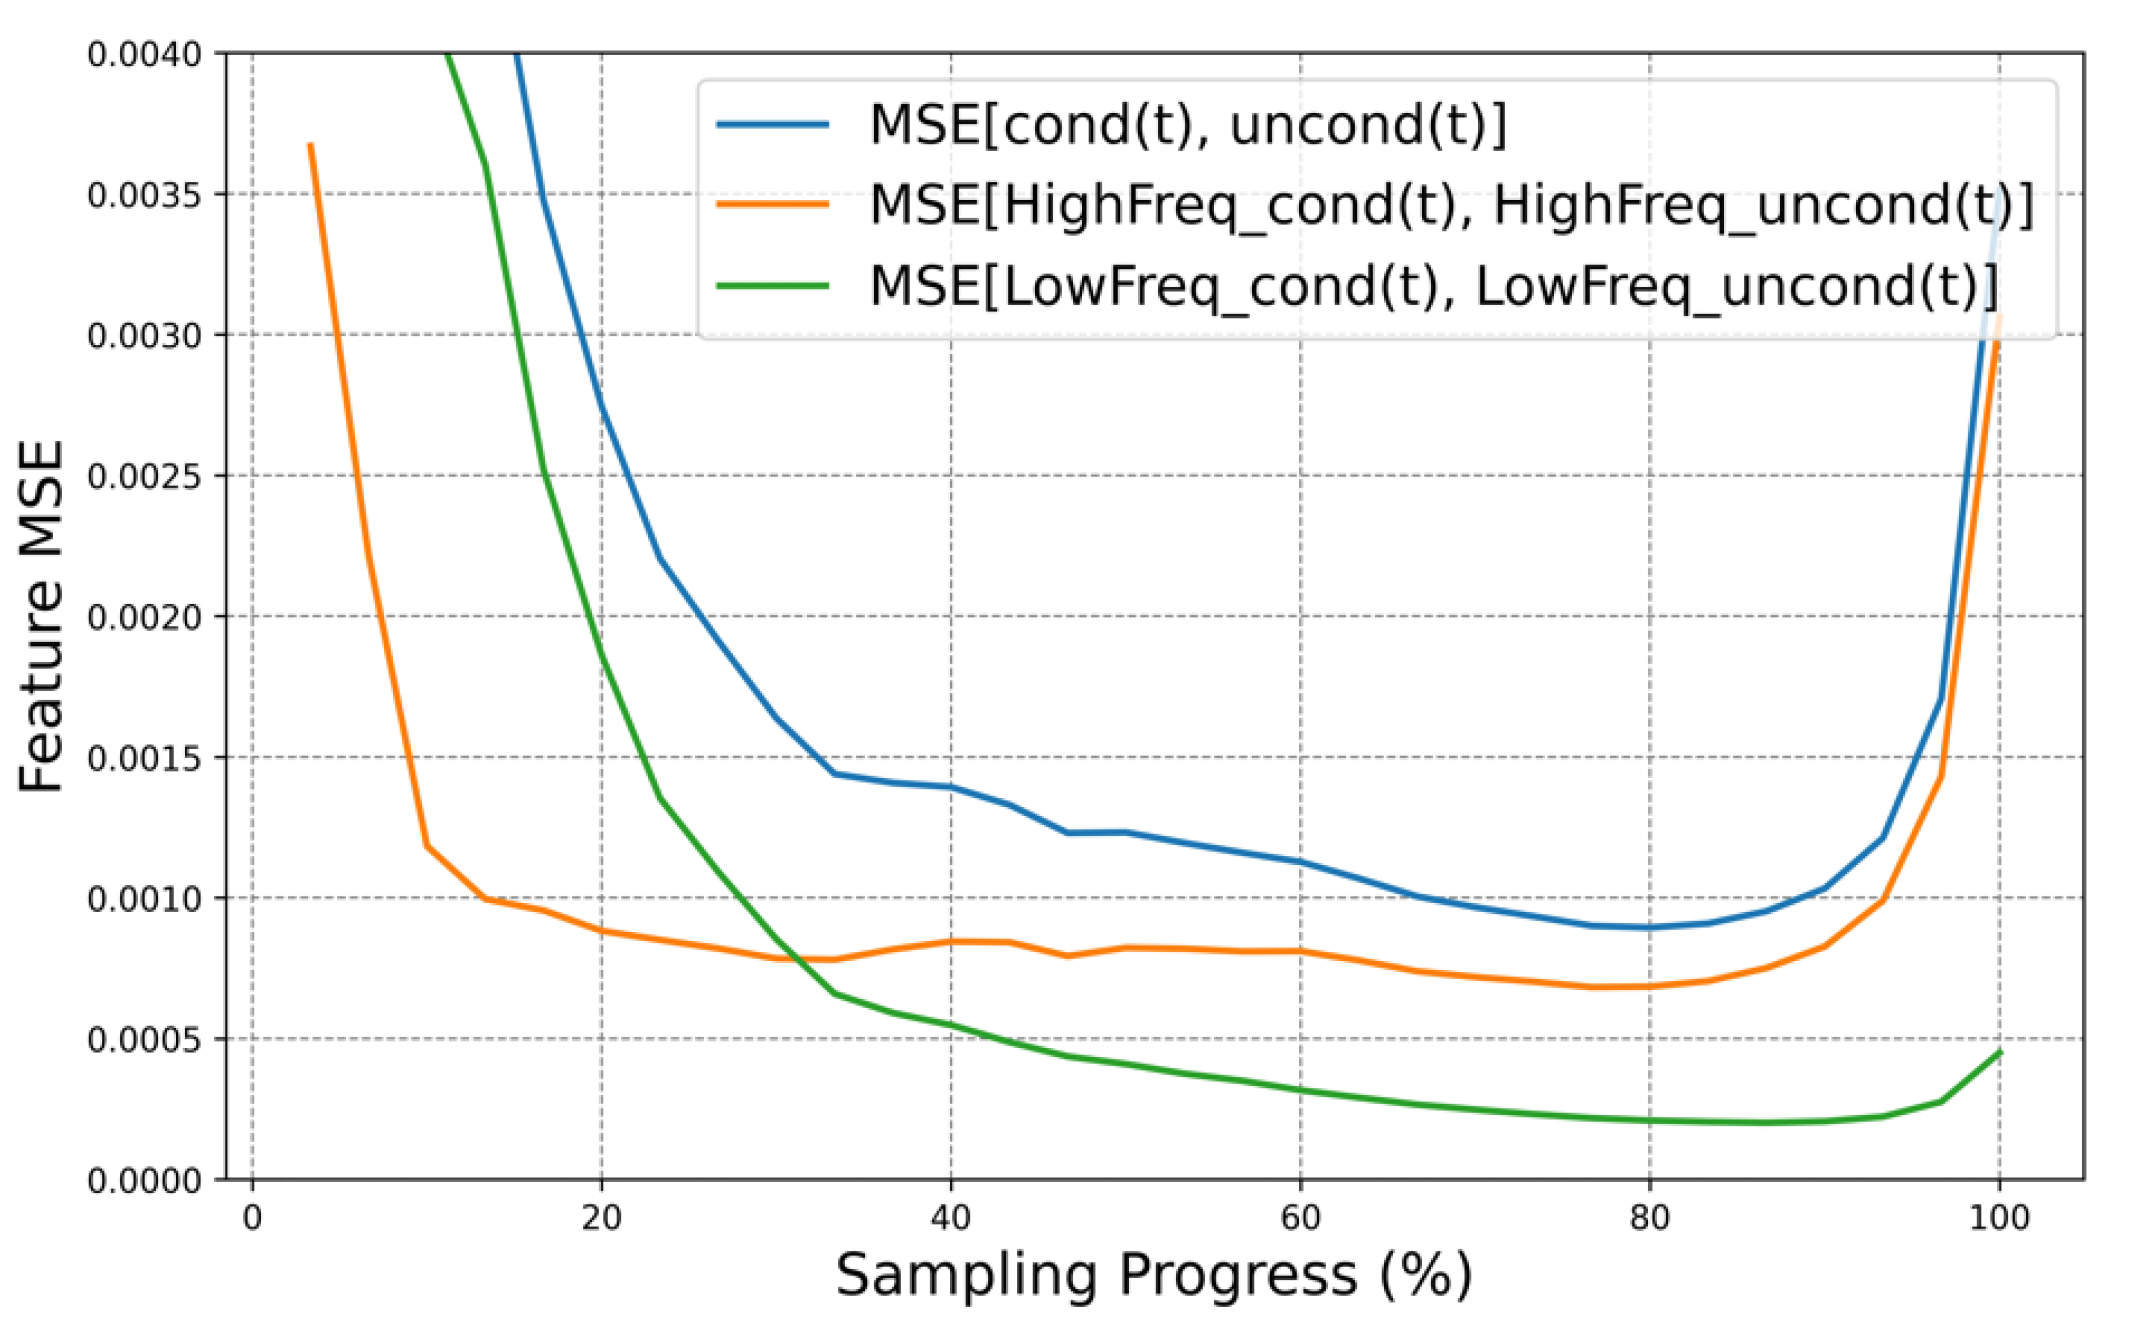 0.0040
0.0035
0.0030
0.0025
0.0020
0.0015
0.0010
0.0005
0.0000
Feature MSE
MSE[cond(t), uncond(t)]
MSE[HighFreq_cond(t), HighFreq_uncond(t)]
MSE[LowFreq_cond(t), LowFreq_uncond(t)]
0 20 40 60 80 100
Sampling Progress (%)